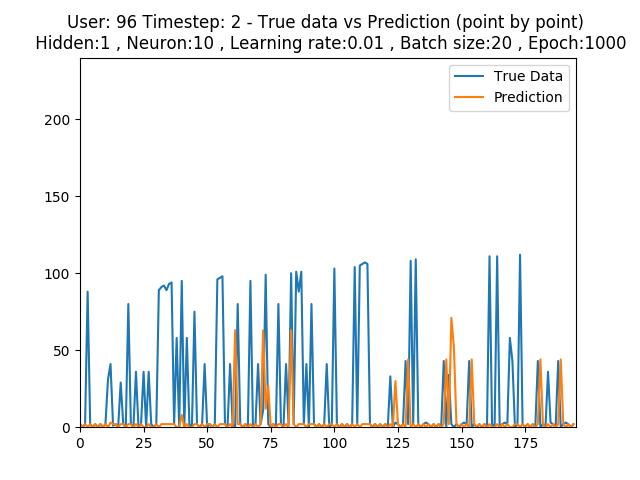 User: 96 Timestep: 2 - True data vs Prediction (point by point)
Hidden:1 , Neuron:10 , Learning rate:0.01 , Batch size:20 , Epoch:1000
True Data
Prediction
200
150
100
50
0
0 25 50 75 100 125 150 175